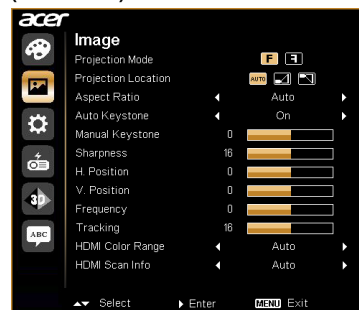 acer
Image
Projection Mode F F
Projection Location AUTO
Aspect Ratio Auto
Auto Keystone On
Manual Keystone 0
Sharpness 16
H. Position 0
V. Position 0
Frequency 0
Tracking 16
HDMI Color Range Auto
HDMI Scan Info Auto
3D
ABC
Select Enter MENU Exit